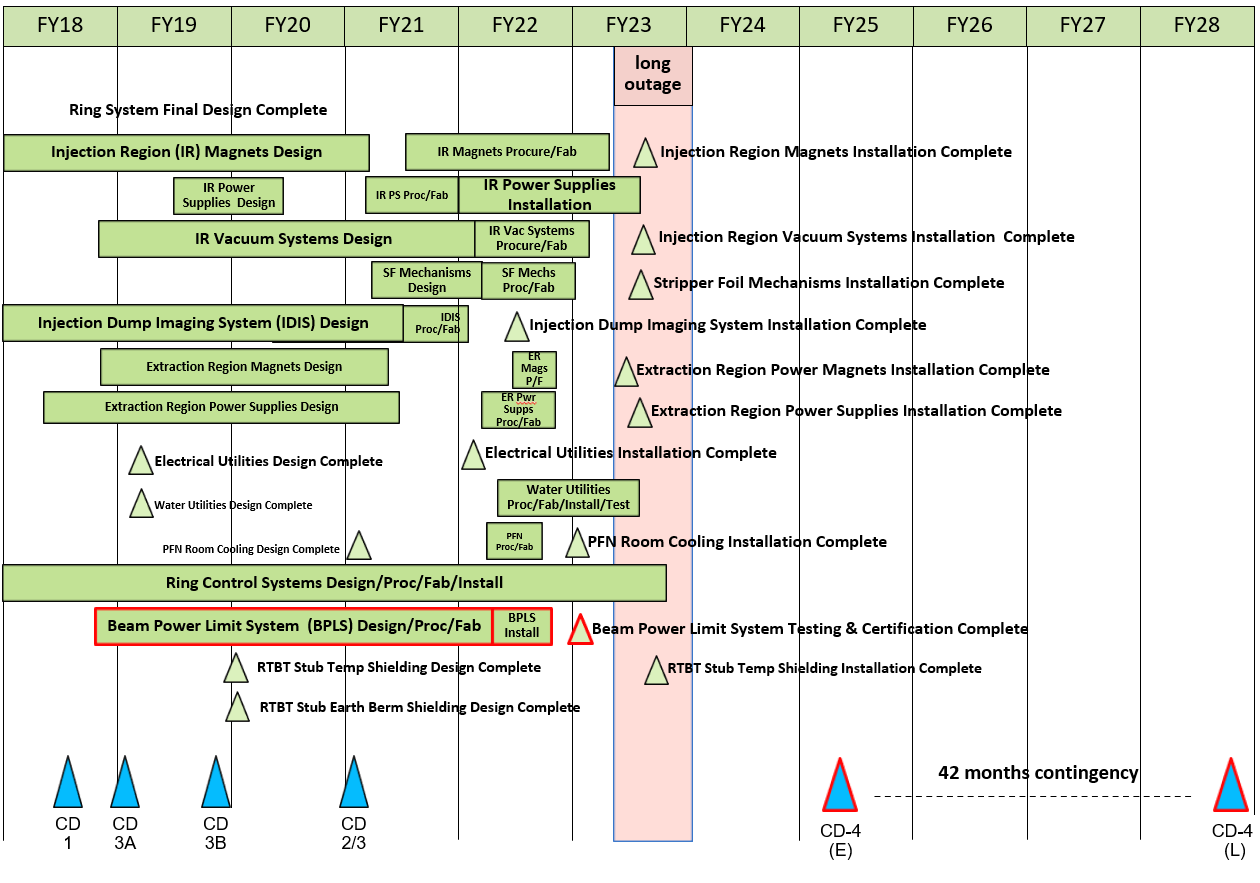 FY18 FY19 FY20 FY21 FY22 FY23 FY24 FY25 FY26 FY27 FY28
long
outage
Ring System Final Design Complete
Injection Region (IR) Magnets Design
IR Magnets Procure/Fab
Injection Region Magnets Installation Complete
IR Power
Supplies Design
IR PS Proc/Fab
IR Power Supplies
Installation
IR Vacuum Systems Design
IR Vac Systems
Procure/Fab
Injection Region Vacuum Systems Installation Complete
SF Mechanisms
Design
SF Mechs
Proc/Fab
Stripper Foil Mechanisms Installation Complete
Injection Dump Imaging System (IDIS) Design
IDIS
Proc/Fab
Injection Dump Imaging System Installation Complete
Extraction Region Magnets Design
ER
Mags
P/F
Extraction Region Power Magnets Installation Complete
Extraction Region Power Supplies Design
ER Pwr
Supps
Proc/Fab
Extraction Region Power Supplies Installation Complete
Electrical Utilities Design Complete
Electrical Utilities Installation Complete
Water Utilities Design Complete
Water Utilities
Proc/Fab/Install/Test
PFN Room Cooling Design Complete
PFN
Proc/Fab
PFN Room Cooling Installation Complete
Ring Control Systems Design/Proc/Fab/Install
Beam Power Limit System (BPLS) Design/Proc/Fab
BPLS
Install
Beam Power Limit System Testing & Certification Complete
RTBT Stub Temp Shielding Design Complete
RTBT Stub Temp Shielding Installation Complete
RTBT Stub Earth Berm Shielding Design Complete
42 months contingency
CD
1
CD
3A
CD
3B
CD
2/3
CD-4
(E)
CD-4
(L)